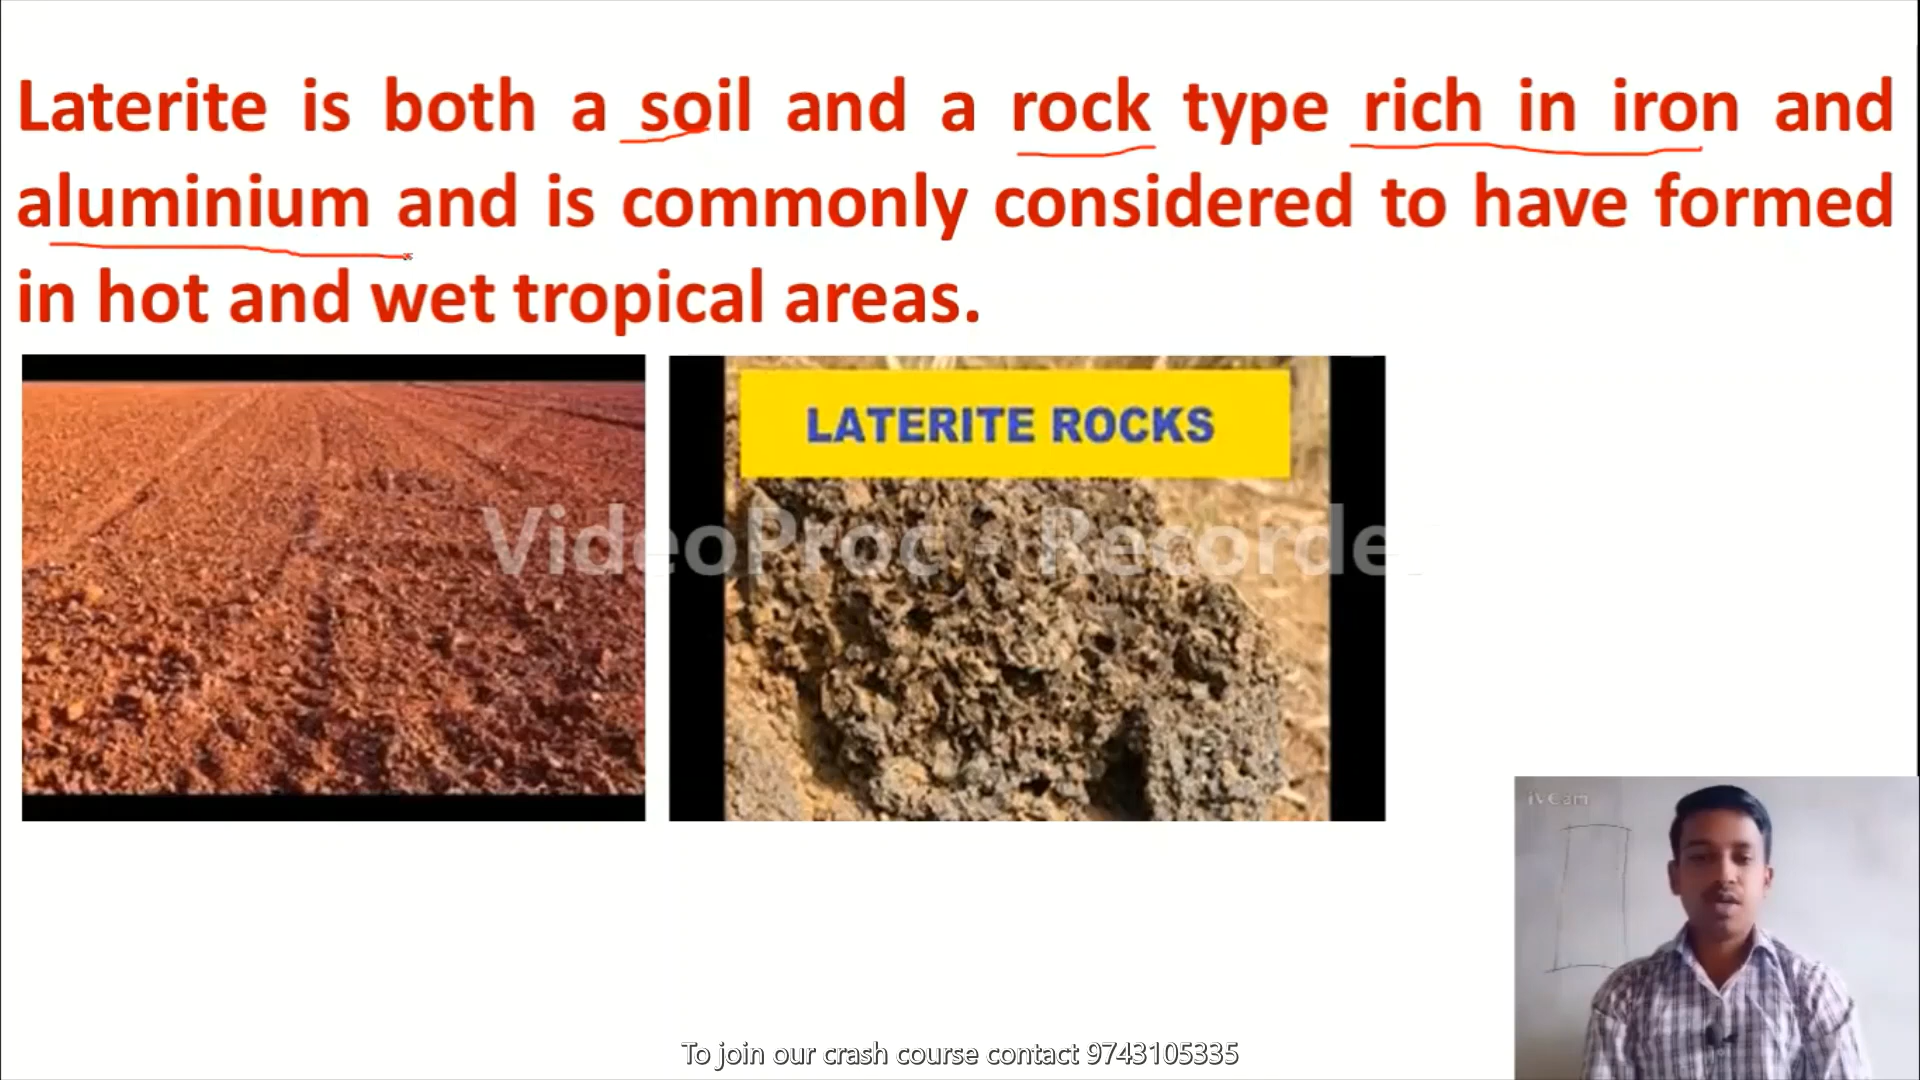 Laterite is both a soil and a rock type rich in iron and
aluminium and is commonly considered to have formed
in hot and wet tropical areas.
LATERITE ROCKS
VideoProc - Recorder
iVCam
To join our crash course contact 9743105335